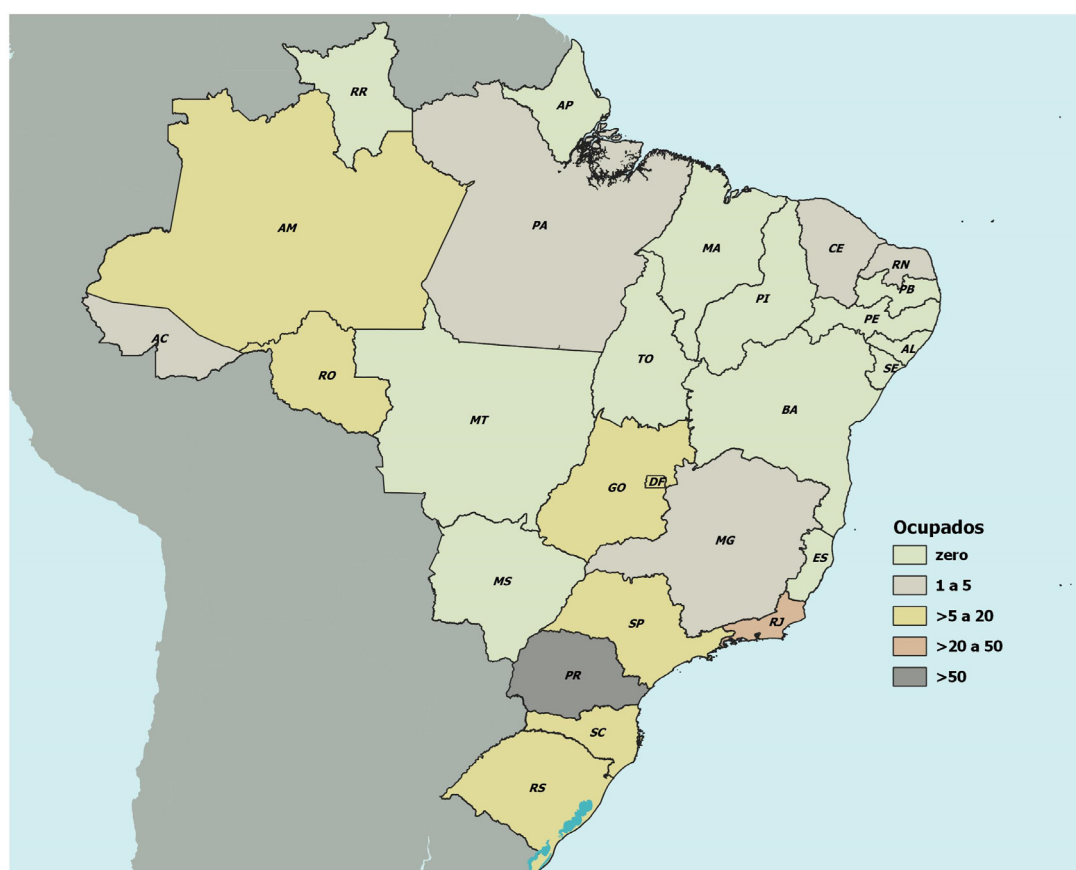 RR
AP
AM
PA
MA
CE
RN
PB
PI
PE
AC
TO
AL
SE
RO
BA
MT
GO
DF
MG
ES
MS
SP
RJ
PR
SC
RS
Ocupados
zero
1 a 5
>5 a 20
>20 a 50
>50